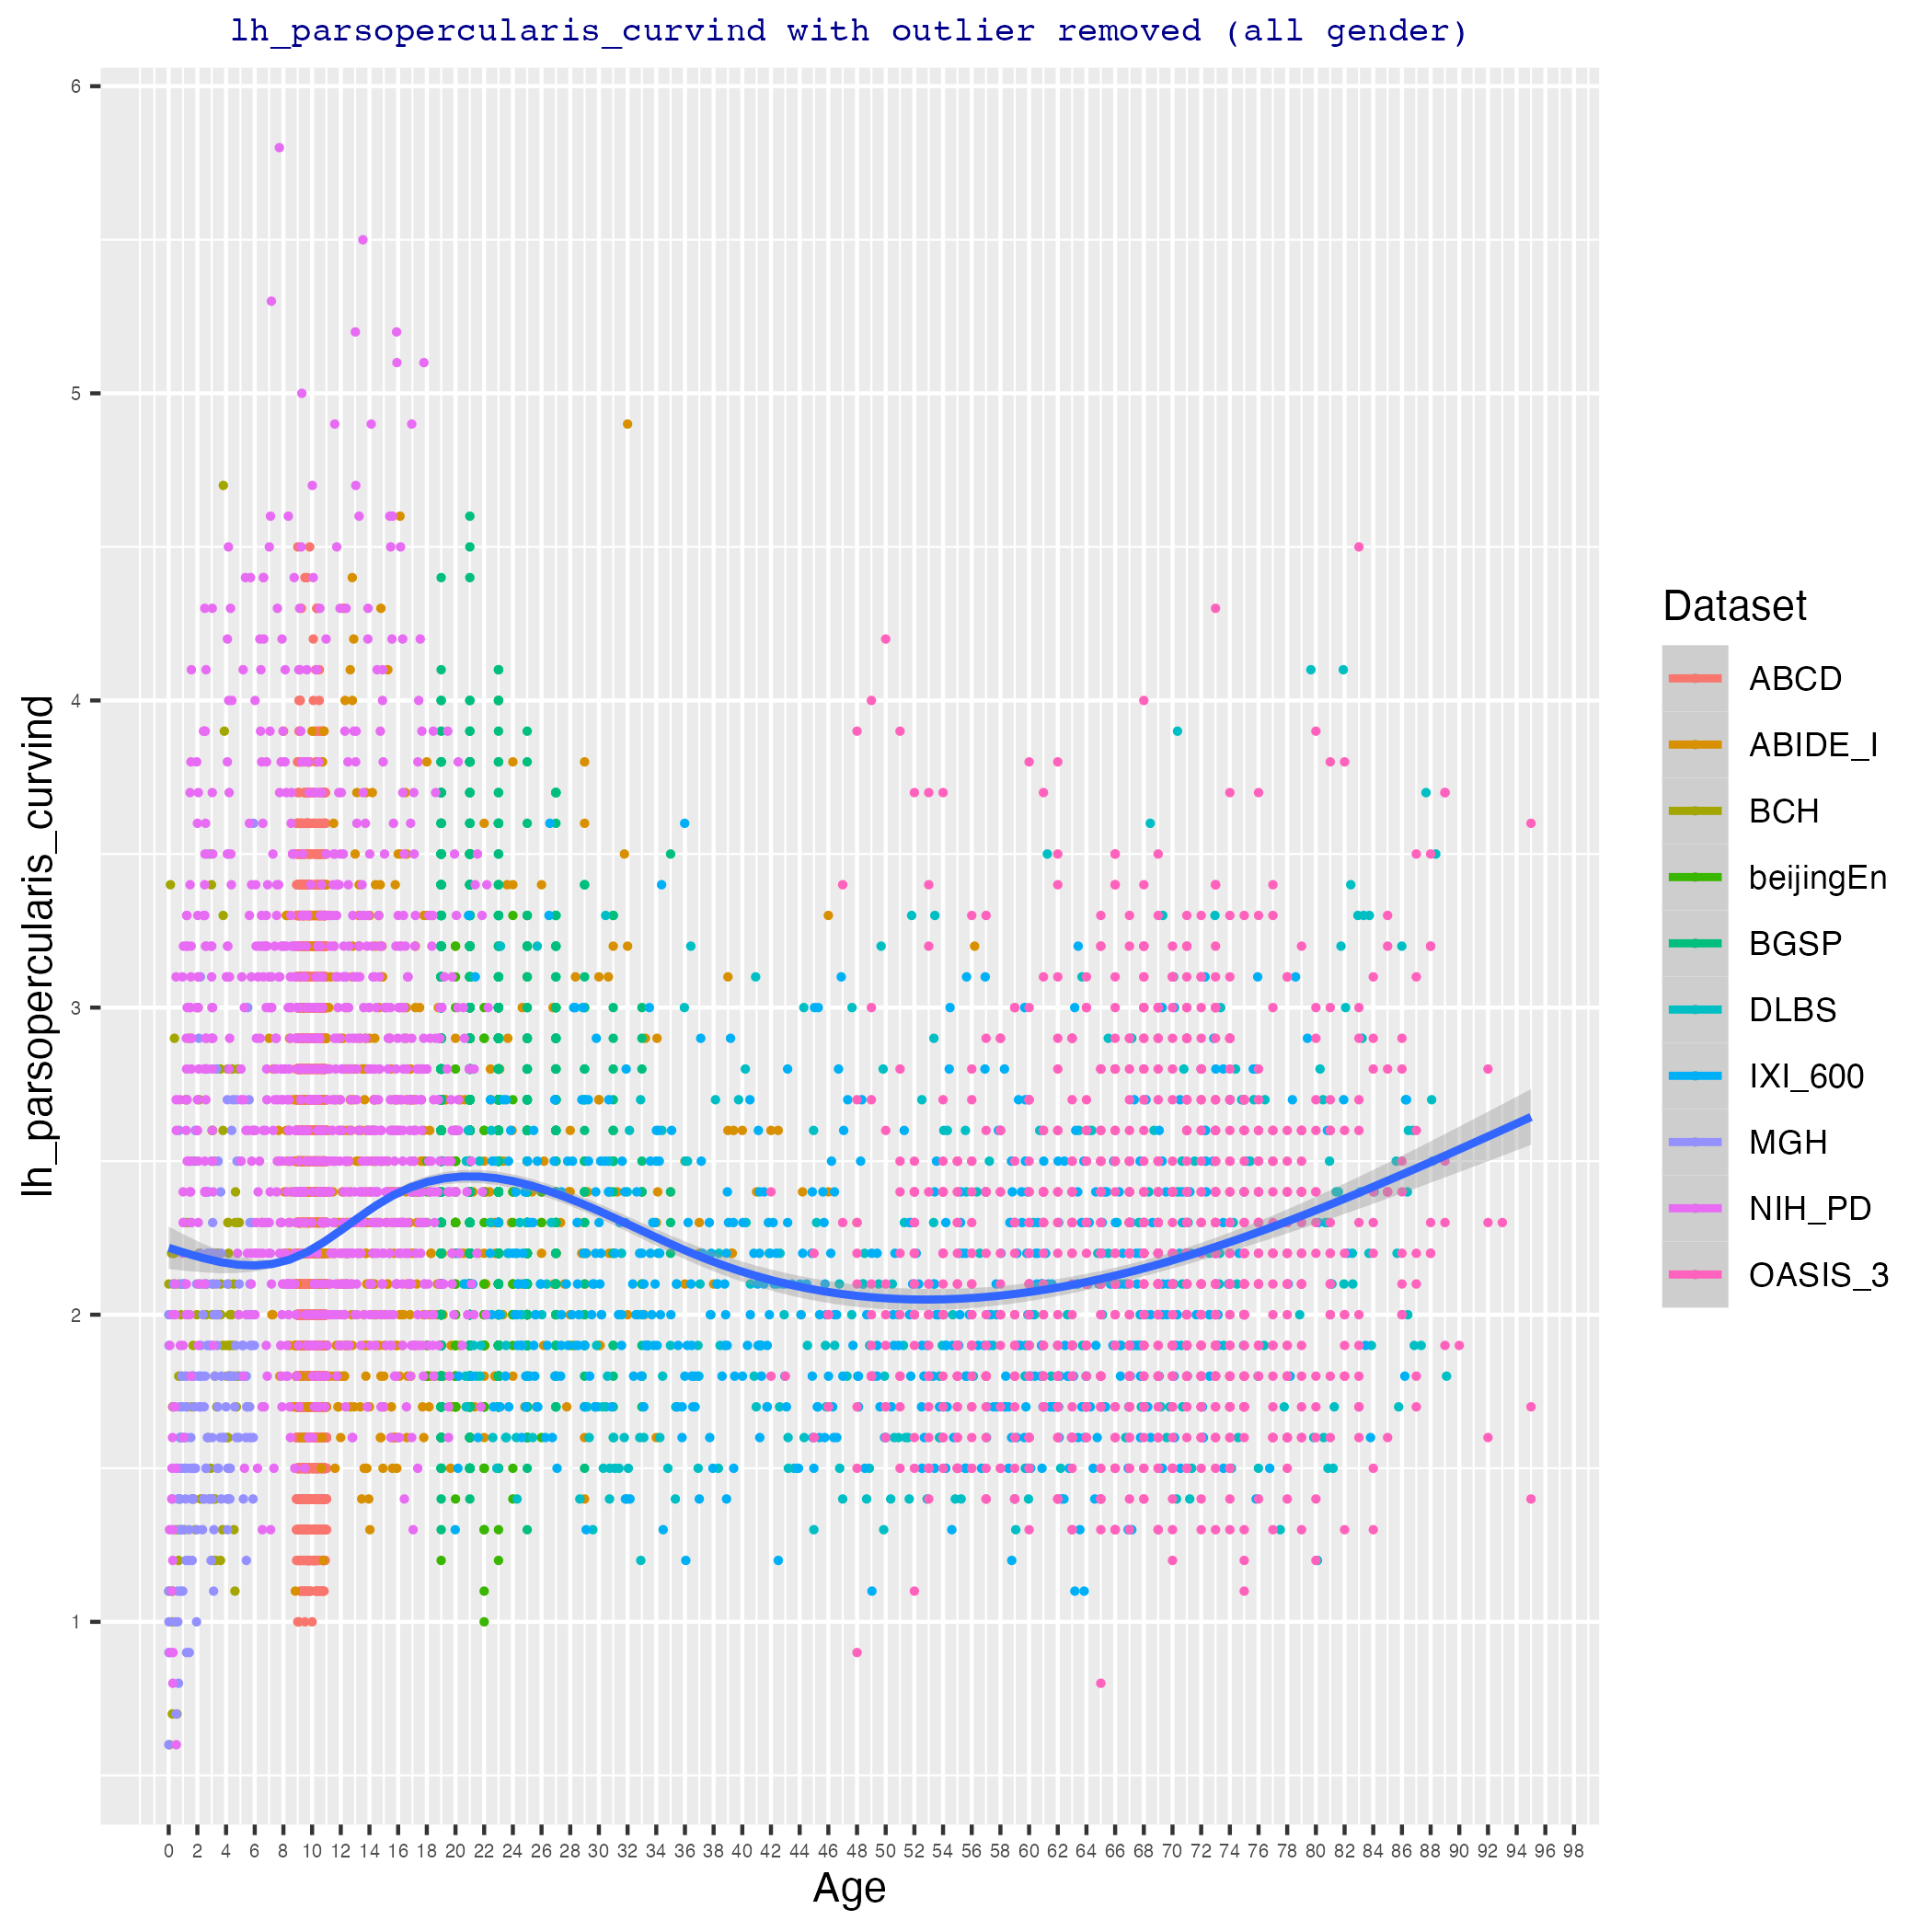 lh_parsopercularis_curvind with outlier removed (all gender)
lh_parsopercularis_curvind
6
5
4
3
2
1
0 2 4 6 8 10 12 14 16 18 20 22 24 26 28 30 32 34 36 38 40 42 44 46 48 50 52 54 56 58 60 62 64 66 68 70 72 74 76 78 80 82 84 86 88 90 92 94 96 98
Age
Dataset
ABCD
ABIDE_I
BCH
beijingEn
BGSP
DLBS
IXI_600
MGH
NIH_PD
OASIS_3